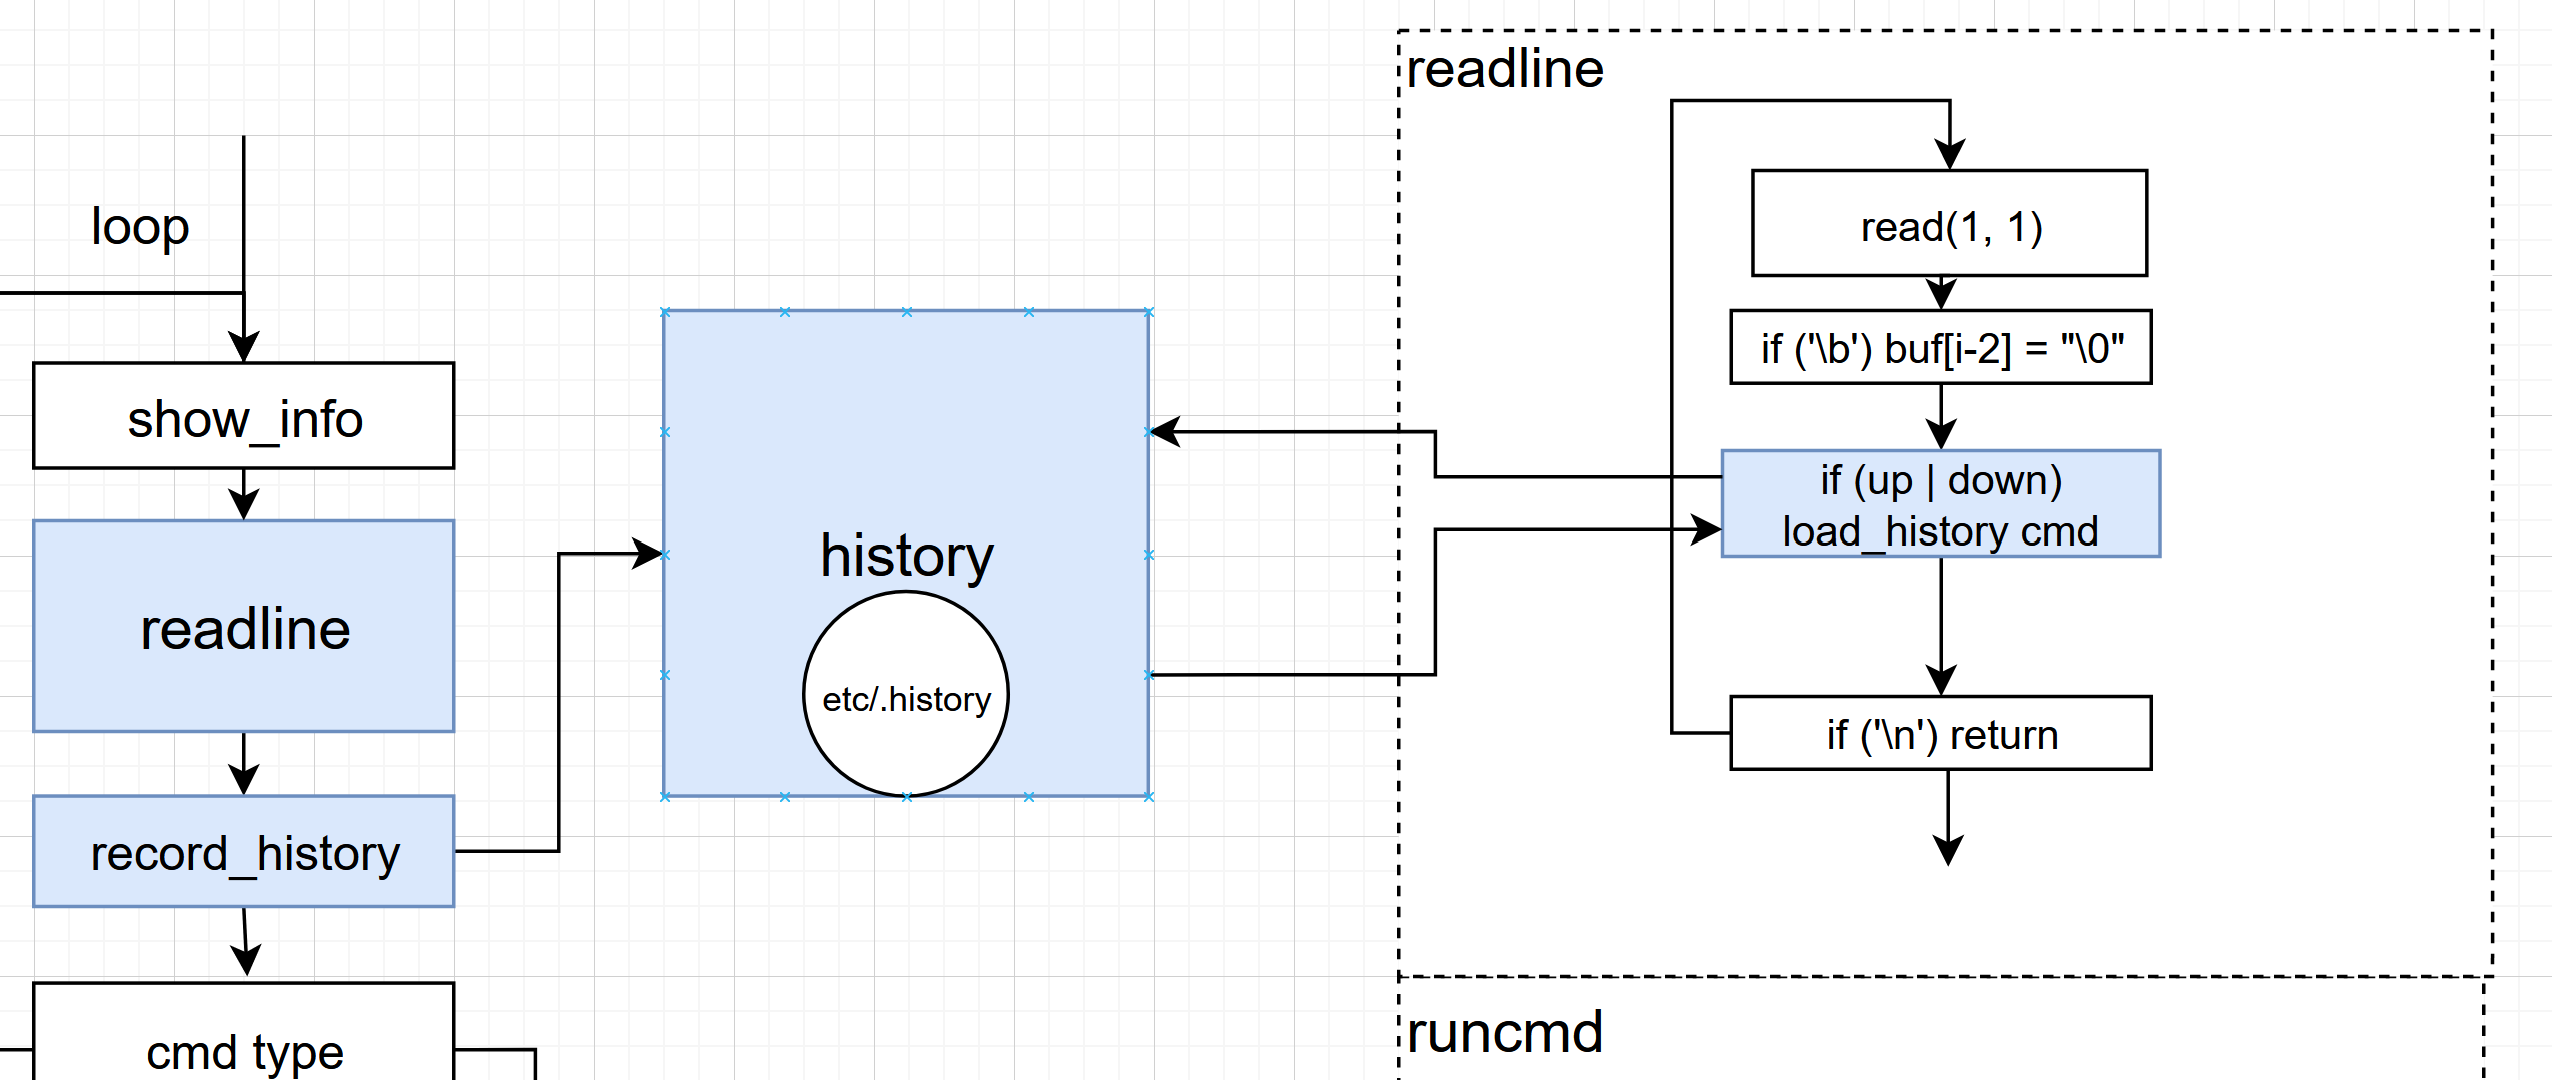 loop
show_info
readline
record_history
cmd type
history
etc/.history
readline
read(1, 1)
if ('\b') buf[i-2] = "\0"
if (up | down)
load_history cmd
if ('\n') return
runcmd